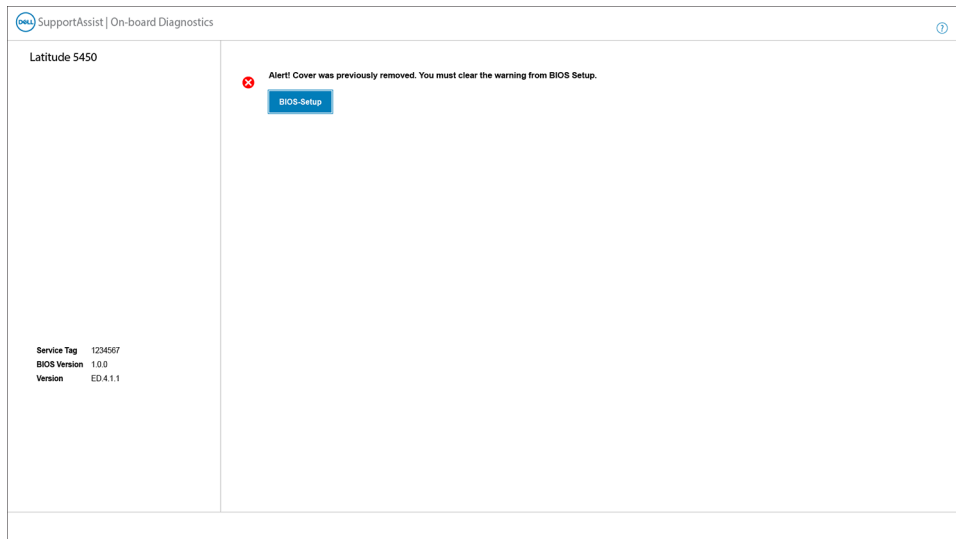 DELL SupportAssist | On-board Diagnostics
?
Latitude 5450
Alert! Cover was previously removed. You must clear the warning from BIOS Setup.
BIOS-Setup
Service Tag 1234567
BIOS Version 1.0.0
Version ED.4.1.1